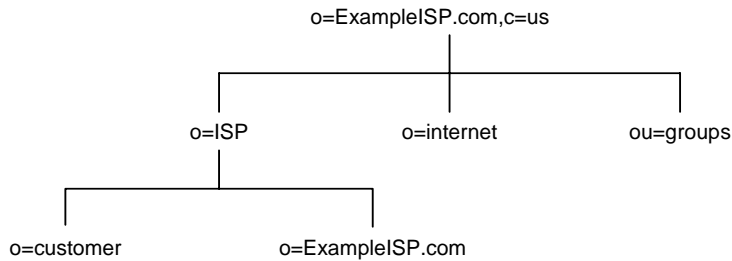 o=ExampleISP.com,c=us
o=ISP
o=internet
ou=groups
o=customer
o=ExampleISP.com